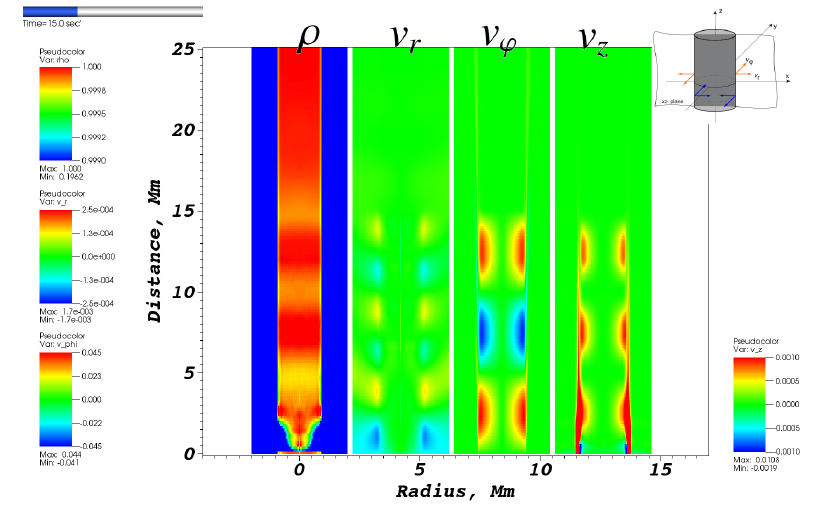 Time=15.0 sec'
ρ v_r v_φ v_z
Pseudocolor
Var: rho
1.000
0.9998
0.9995
0.9992
0.9990
Max: 1.000
Min: 0.1962
Pseudocolor
Var: v_r
2.5e-004
1.3e-004
0.0e+000
-1.3e-004
-2.5e-004
Max: 1.7e-003
Min: -1.7e-003
Pseudocolor
Var: v_phi
0.045
0.023
0.000
-0.022
-0.045
Max: 0.044
Min: -0.041
Distance, Mm
25
20
15
10
5
0
0 5 10 15
Radius, Mm
z
y
v_φ
v_r
x
xz- plane
Pseudocolor
Var: v_z
0.0010
0.0005
0.0000
-0.0005
-0.0010
Max: 0.0108
Min: -0.0019